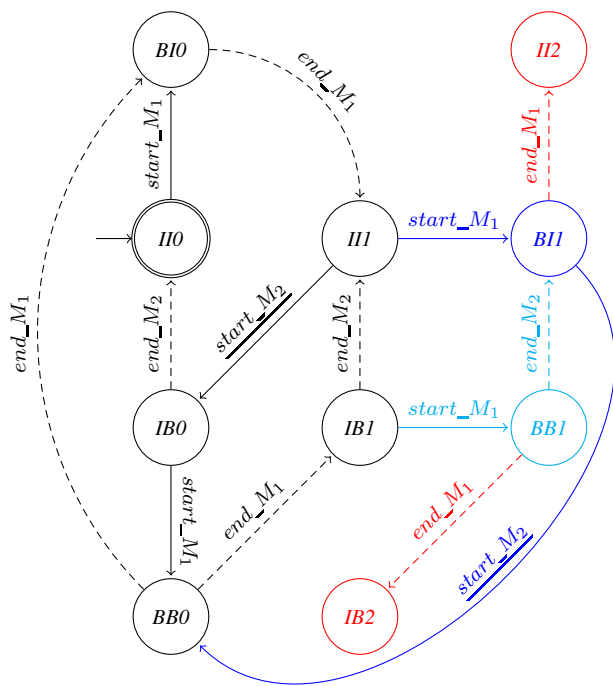 BI0
II2
end_M₁
end_M₁
start_M₁
end_M₁
II0
II1
start_M₁
BI1
end_M₁
end_M₂
start_M₂
end_M₂
end_M₂
IB0
IB1
start_M₁
BB1
start_M₁
end_M₁
end_M₁
start_M₂
BB0
IB2